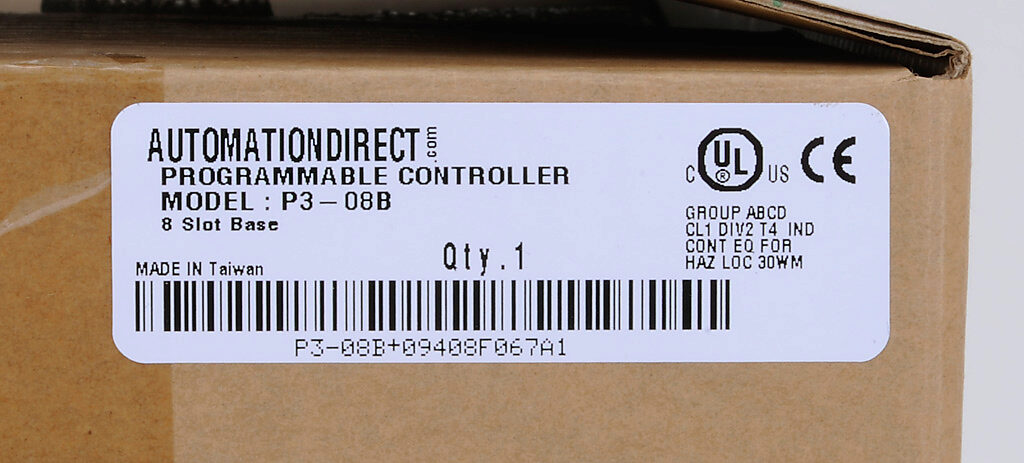 AUTOMATIONDIRECT.com
PROGRAMMABLE CONTROLLER
MODEL : P3-08B
8 Slot Base
C UL ® US CE
GROUP ABCD
CL1 DIV2 T4 IND
CONT EQ FOR
HAZ LOC 30WM
Qty.1
MADE IN Taiwan
P3-08B+09408F067A1